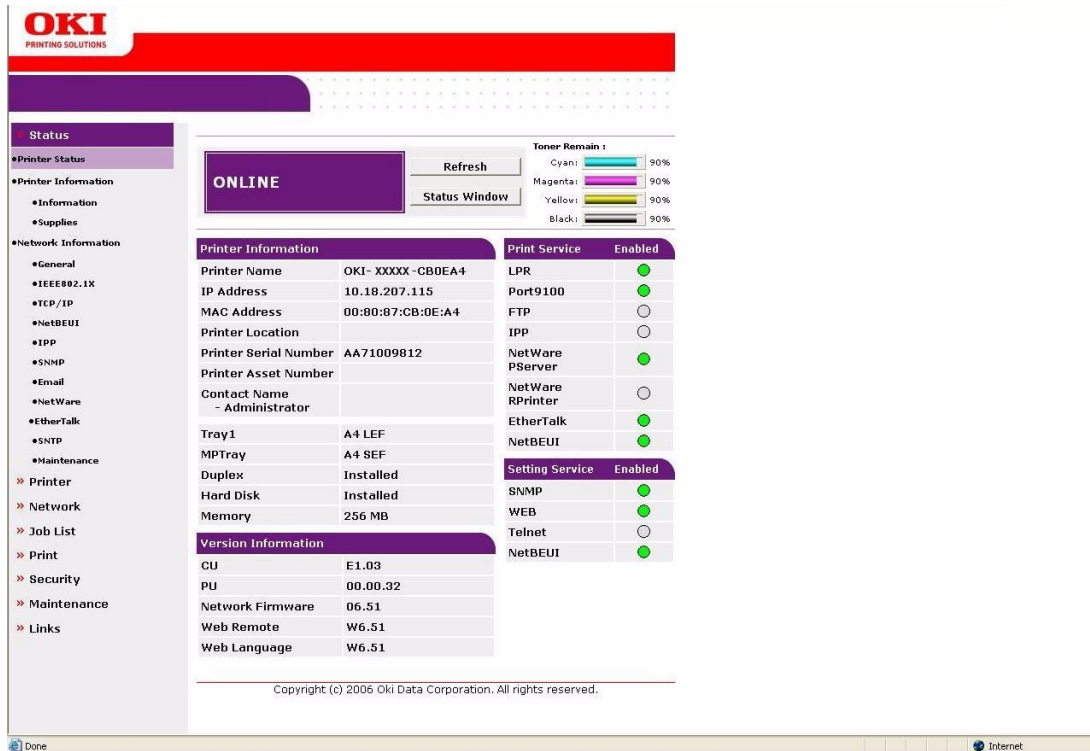 OKI
PRINTING SOLUTIONS
Status
•Printer Status
•Printer Information
•Information
•Supplies
•Network Information
•General
•IEEE802.1X
•TCP/IP
•NetBEUI
•IPP
•SNMP
•Email
•NetWare
•EtherTalk
•SNTP
•Maintenance
» Printer
» Network
» Job List
» Print
» Security
» Maintenance
» Links
ONLINE
Refresh
Status Window
Toner Remain :
Cyan: 90%
Magenta: 90%
Yellow: 90%
Black: 90%
Printer Information
Printer Name OKI- XXXXX -CB0EA4
IP Address 10.18.207.115
MAC Address 00:80:87:CB:0E:A4
Printer Location
Printer Serial Number AA71009812
Printer Asset Number
Contact Name
- Administrator
Tray1 A4 LEF
MPTray A4 SEF
Duplex Installed
Hard Disk Installed
Memory 256 MB
Version Information
CU E1.03
PU 00.00.32
Network Firmware 06.51
Web Remote W6.51
Web Language W6.51
Print Service Enabled
LPR
Port9100
FTP
IPP
NetWare
PServer
NetWare
RPrinter
EtherTalk
NetBEUI
Setting Service Enabled
SNMP
WEB
Telnet
NetBEUI
Copyright (c) 2006 Oki Data Corporation. All rights reserved.
Done
Internet